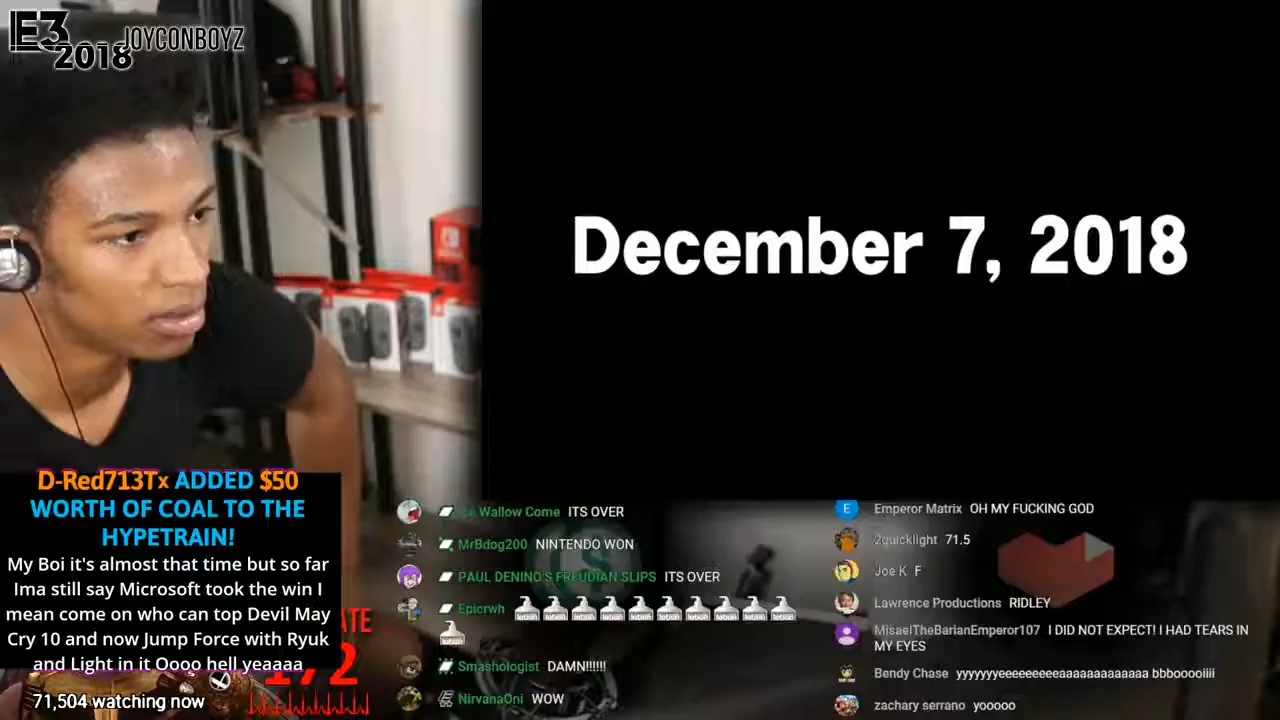 E3
2018
JOYCONBOYZ
December 7, 2018
D-Red713Tx ADDED $50
WORTH OF COAL TO THE
HYPETRAIN!
My Boi it's almost that time but so far
Ima still say Microsoft took the win I
mean come on who can top Devil May
Cry 10 and now Jump Force with Ryuk
and Light in it Oooo hell yeaaaa
71,504 watching now
Wallow Come ITS OVER
MrBdog200 NINTENDO WON
PAUL DENINO'S FREUDIAN SLIPS ITS OVER
Epicrwh
Smashologist DAMN!!!!!!
NirvanaOni WOW
E Emperor Matrix OH MY FUCKING GOD
2quicklight 71.5
Joe K F
Lawrence Productions RIDLEY
MisaelTheBarianEmperor107 I DID NOT EXPECT! I HAD TEARS IN
MY EYES
Bendy Chase yyyyyyeeeeeeeeeaaaaaaaaaaaaa bbbooooiiii
zachary serrano yooooo